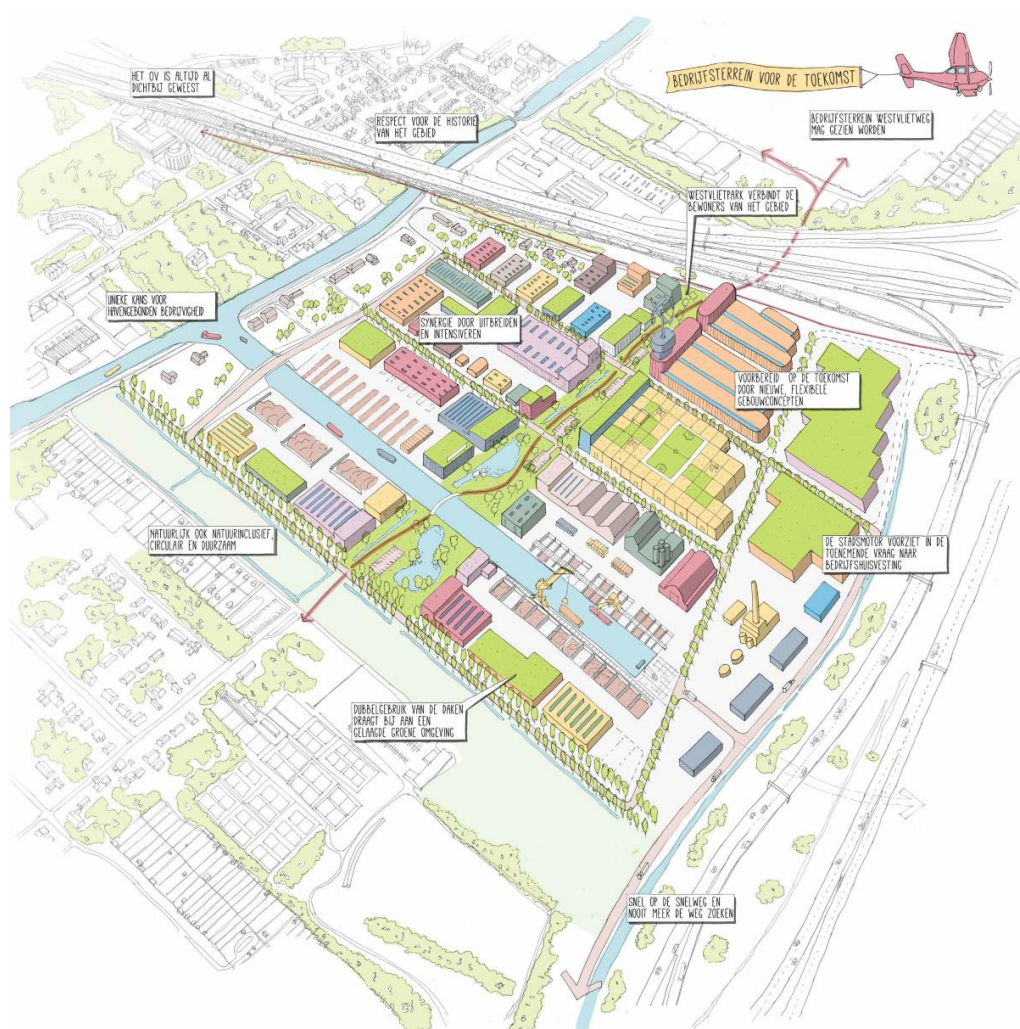 HET OV IS ALTIJD AL
DICHTBIJ GEWEEST
BEDRIJFSTERREIN VOOR DE TOEKOMST
RESPECT VOOR DE HISTORIE
VAN HET GEBIED
BEDRIJFSTERREIN WESTVLIETWEG
MAG GEZIEN WORDEN
WESTVLIETPARK VERBINDT DE
BEWONERS VAN HET GEBIED
UNIEKE KANS VOOR
HAVENGEBONDEN BEDRIJVIGHEID
SYNERGIE DOOR UITBREIDEN
EN INTENSIVEREN
VOORBEREID OP DE TOEKOMST
DOOR NIEUWE, FLEXIBELE
GEBOUWCONCEPTEN
NATUURLIJK OOK NATUURINCLUSIEF,
CIRCULAIR EN DUURZAAM
DE STADSMOTOR VOORZIET IN DE
TOENEMENDE VRAAG NAAR
BEDRIJFSHUISVESTING
DUBBELGEBRUIK VAN DE DAKEN
DRAAGT BIJ AAN EEN
GELAAGDE GROENE OMGEVING
SNEL OP DE SNELWEG EN
NOOIT MEER DE WEG ZOEKEN